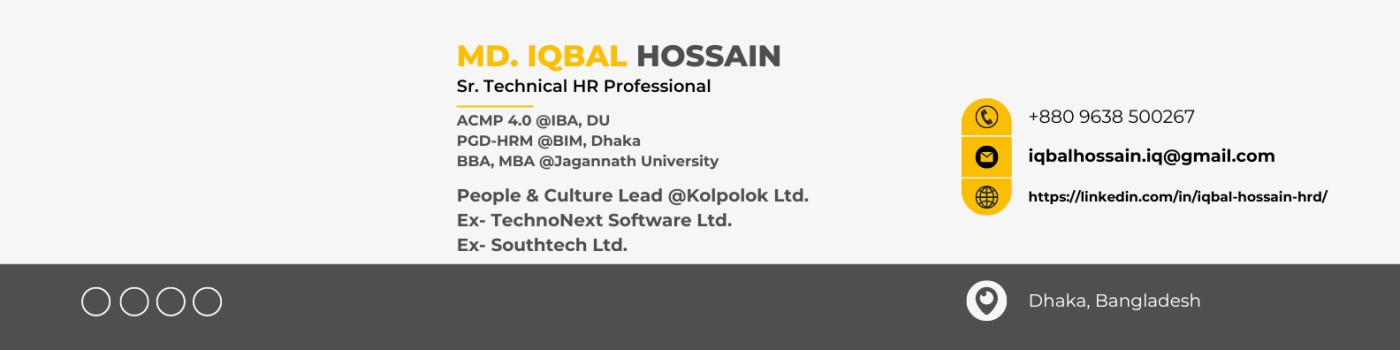 MD. IQBAL HOSSAIN
Sr. Technical HR Professional
ACMP 4.0 @IBA, DU
PGD-HRM @BIM, Dhaka
BBA, MBA @Jagannath University
People & Culture Lead @Kolpolok Ltd.
Ex- TechnoNext Software Ltd.
Ex- Southtech Ltd.
+880 9638 500267
iqbalhossain.iq@gmail.com
https://linkedin.com/in/iqbal-hossain-hrd/
Dhaka, Bangladesh